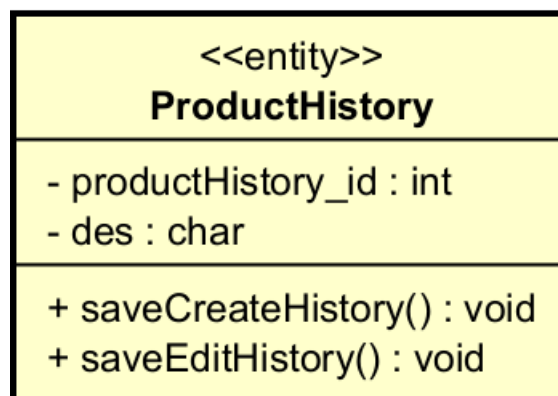 <<entity>>
ProductHistory
- productHistory_id : int
- des : char
+ saveCreateHistory() : void
+ saveEditHistory() : void